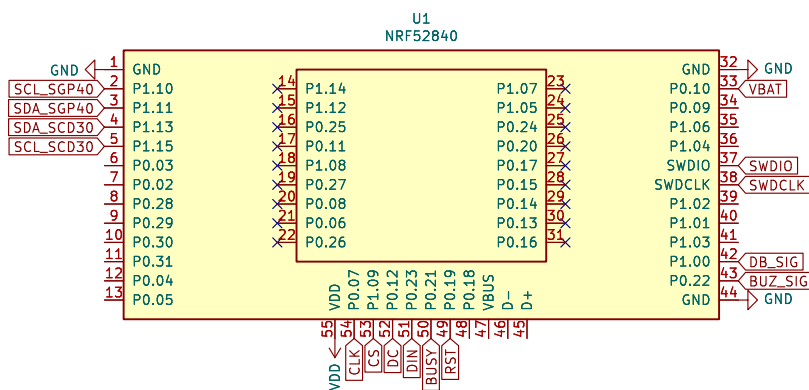 U1
NRF52840
GND 1 GND
SCL_SGP40 2 P1.10
SDA_SGP40 3 P1.11
SDA_SCD30 4 P1.13
SCL_SCD30 5 P1.15
6 P0.03
7 P0.02
8 P0.28
9 P0.29
10 P0.30
11 P0.31
12 P0.04
13 P0.05
14 P1.14
15 P1.12
16 P0.25
17 P0.11
18 P1.08
19 P0.27
20 P0.08
21 P0.06
22 P0.26
P1.07 23
P1.05 24
P0.24 25
P0.20 26
P0.17 27
P0.15 28
P0.14 29
P0.13 30
P0.16 31
GND 32 GND
P0.10 33 VBAT
P0.09 34
P1.06 35
P1.04 36
SWDIO 37 SWDIO
SWDCLK 38 SWDCLK
P1.02 39
P1.01 40
P1.03 41
P1.00 42 DB_SIG
P0.22 43 BUZ_SIG
GND 44 GND
VDD 55 VDD
P0.07 54 CLK
P1.09 53 CS
P0.12 52 DC
P0.23 51 DIN
P0.21 50 BUSY
P0.19 49 RST
P0.18 48
VBUS 47
D- 46
D+ 45